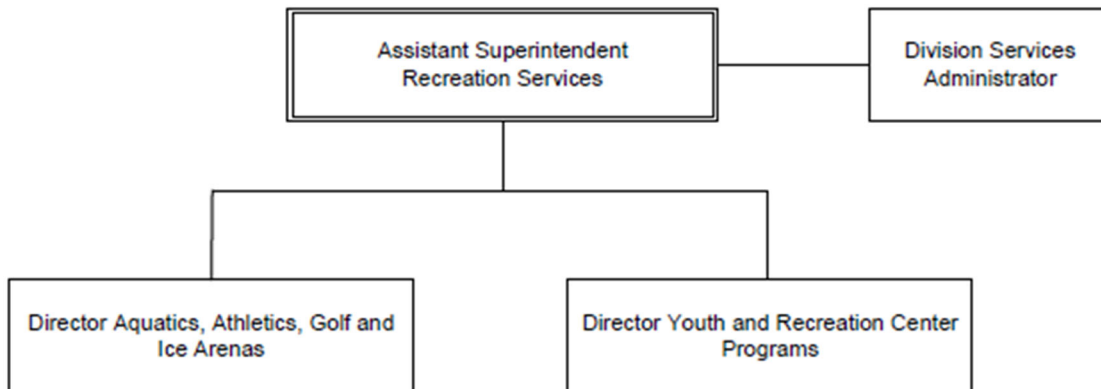 Assistant Superintendent
Recreation Services
Division Services
Administrator
Director Aquatics, Athletics, Golf and
Ice Arenas
Director Youth and Recreation Center
Programs